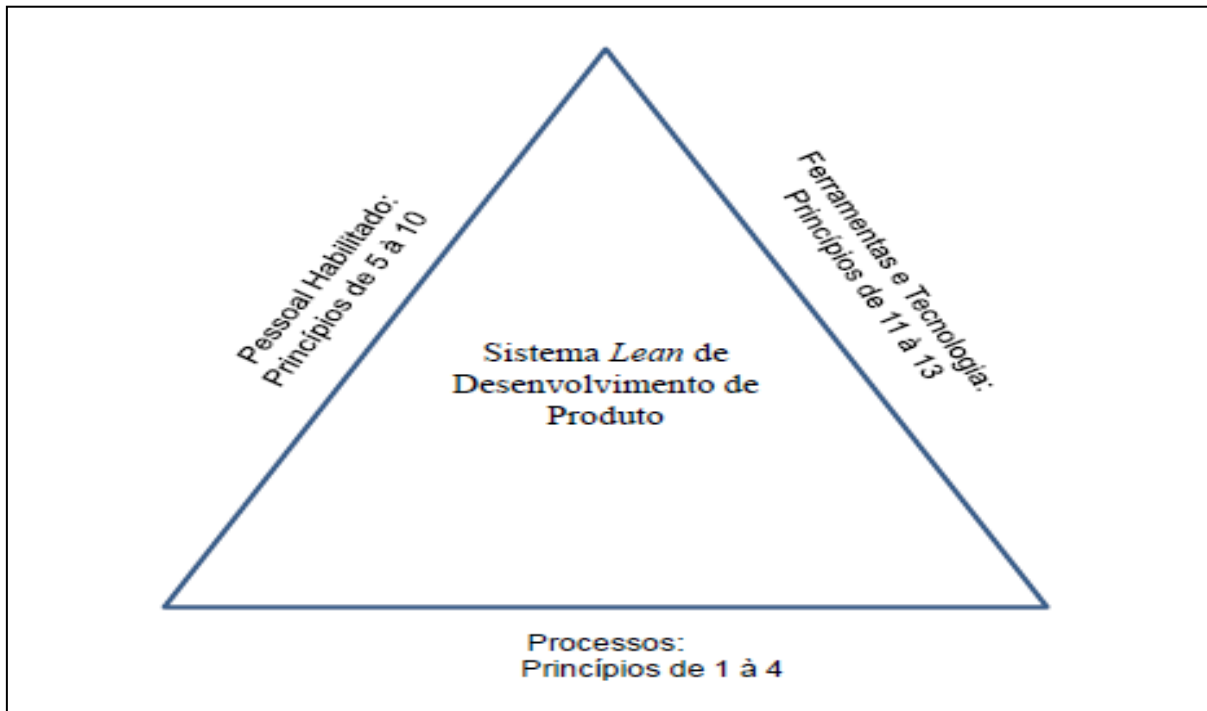 Pessoal Habilitado:
Princípios de 5 à 10
Ferramentas e Tecnologia:
Princípios de 11 à 13
Sistema Lean de
Desenvolvimento de
Produto
Processos:
Princípios de 1 à 4